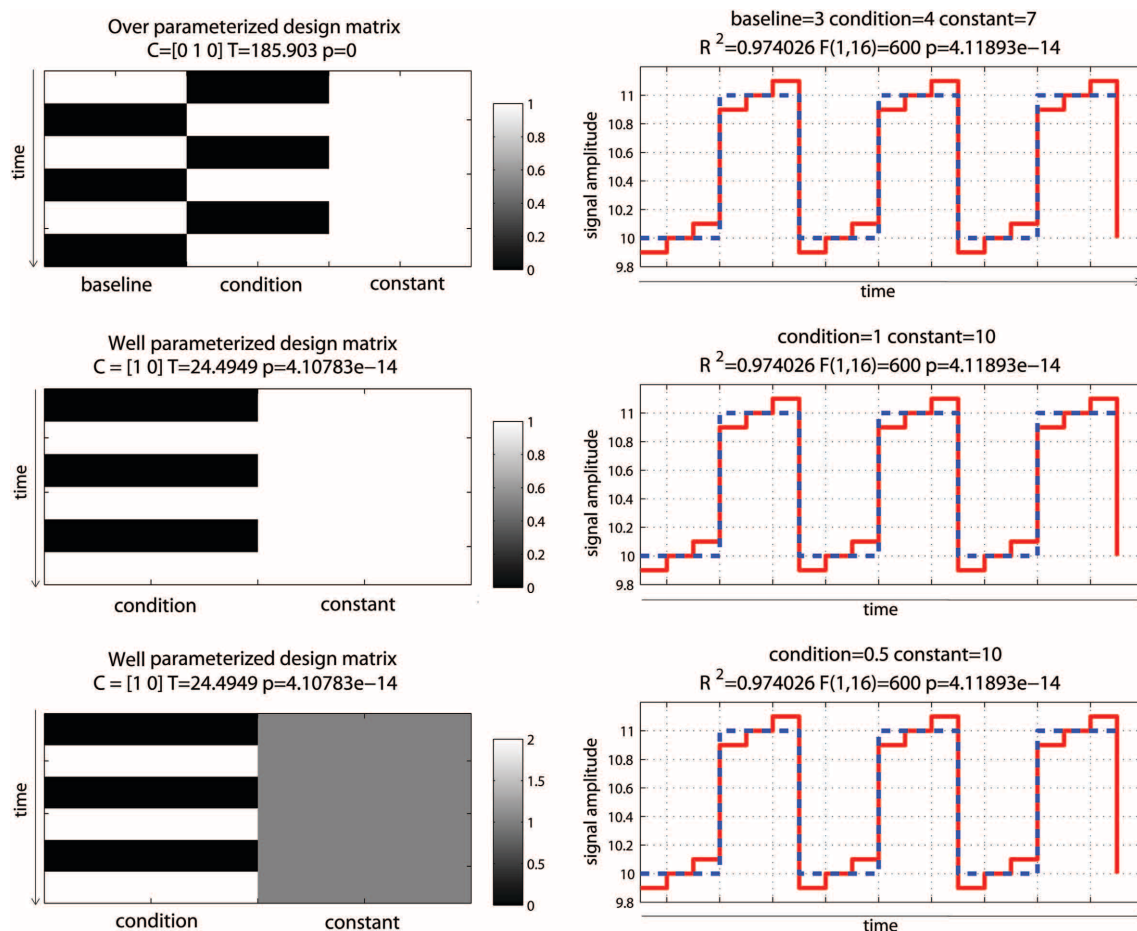 Over parameterized design matrix
C=[0 1 0] T=185.903 p=0
time
1
0.8
0.6
0.4
0.2
0
baseline condition constant
baseline=3 condition=4 constant=7
R 2=0.974026 F(1,16)=600 p=4.11893e−14
signal amplitude
11
10.8
10.6
10.4
10.2
10
9.8
time
Well parameterized design matrix
C = [1 0] T=24.4949 p=4.10783e−14
time
1
0.8
0.6
0.4
0.2
0
condition constant
condition=1 constant=10
R 2=0.974026 F(1,16)=600 p=4.11893e−14
signal amplitude
11
10.8
10.6
10.4
10.2
10
9.8
time
Well parameterized design matrix
C = [1 0] T=24.4949 p=4.10783e−14
time
2
1.5
1
0.5
0
condition constant
condition=0.5 constant=10
R 2=0.974026 F(1,16)=600 p=4.11893e−14
signal amplitude
11
10.8
10.6
10.4
10.2
10
9.8
time